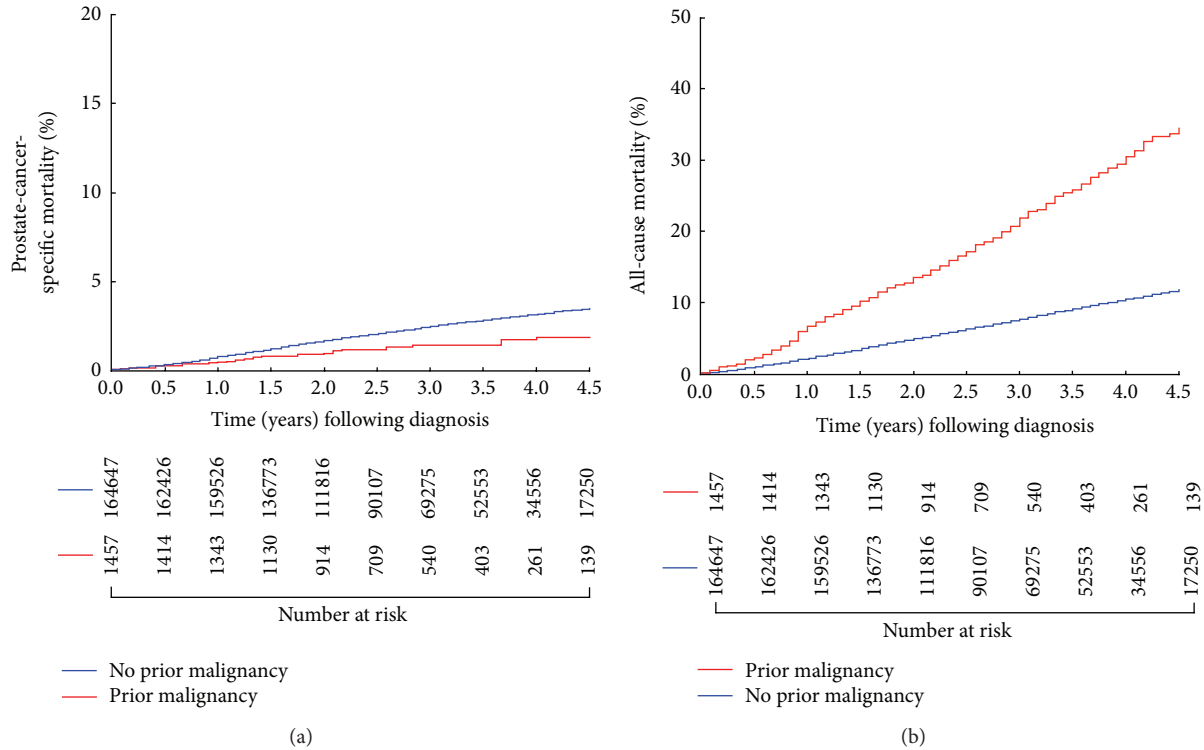 20
15
10
5
0
Prostate-cancer-
specific mortality (%)
0.0 0.5 1.0 1.5 2.0 2.5 3.0 3.5 4.0 4.5
Time (years) following diagnosis
164647 162426 159526 136773 111816 90107 69275 52553 34556 17250
1457 1414 1343 1130 914 709 540 403 261 139
Number at risk
No prior malignancy
Prior malignancy
(a)
50
40
30
20
10
0
All-cause mortality (%)
0.0 0.5 1.0 1.5 2.0 2.5 3.0 3.5 4.0 4.5
Time (years) following diagnosis
1457 1414 1343 1130 914 709 540 403 261 139
164647 162426 159526 136773 111816 90107 69275 52553 34556 17250
Number at risk
Prior malignancy
No prior malignancy
(b)